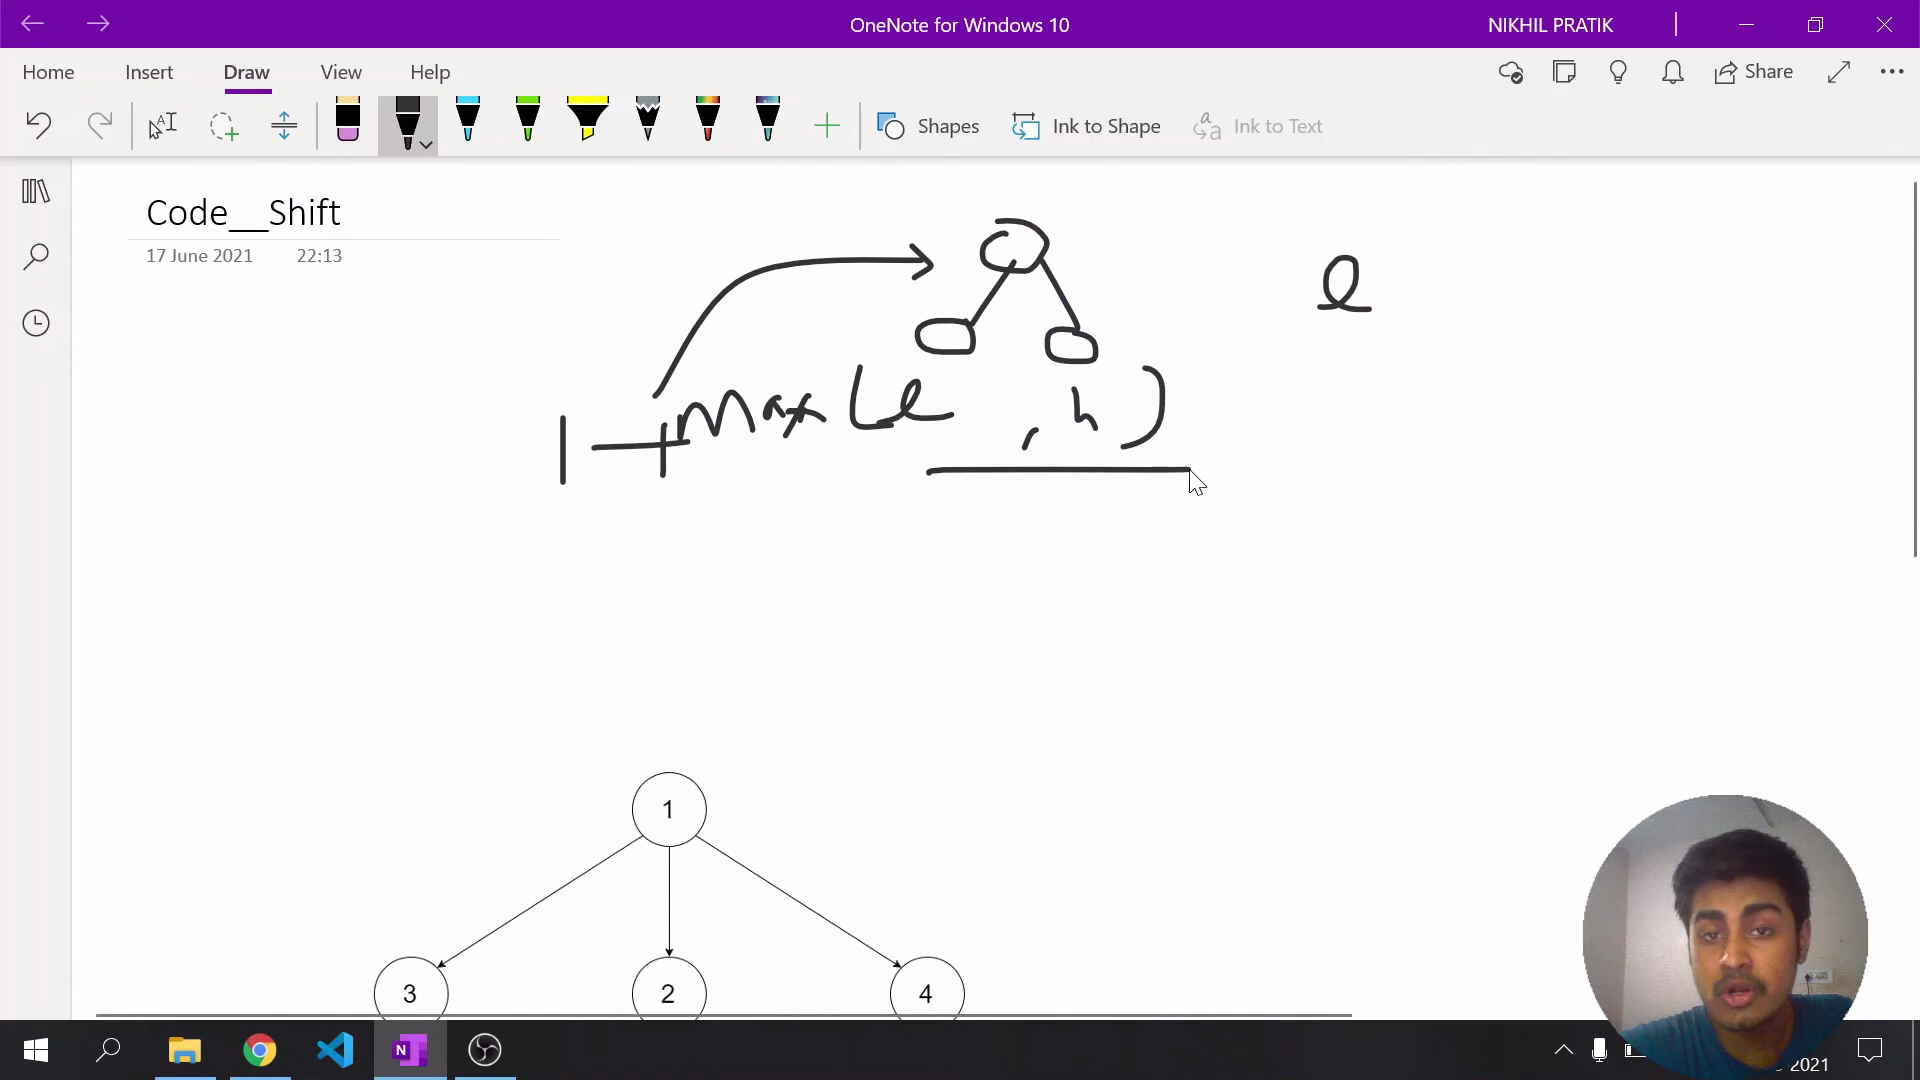 OneNote for Windows 10
NIKHIL PRATIK
Home Insert Draw View Help
Share
Shapes
Ink to Shape
Ink to Text
Code__Shift
17 June 2021 22:13
l
1 + Max(l, h)
1
3 2 4
2021